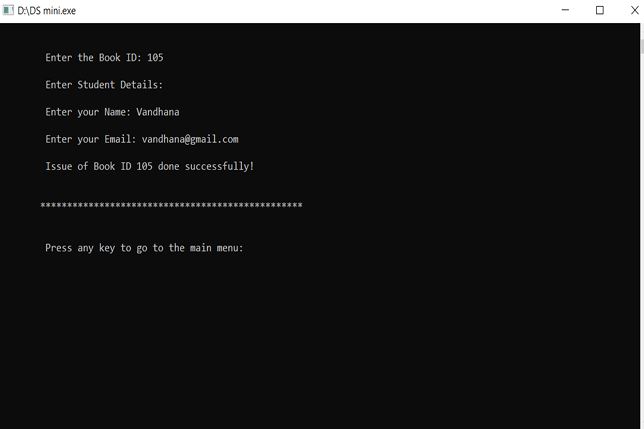 D:\DS mini.exe
Enter the Book ID: 105
Enter Student Details:
Enter your Name: Vandhana
Enter your Email: vandhana@gmail.com
Issue of Book ID 105 done successfully!
*************************************************
Press any key to go to the main menu: